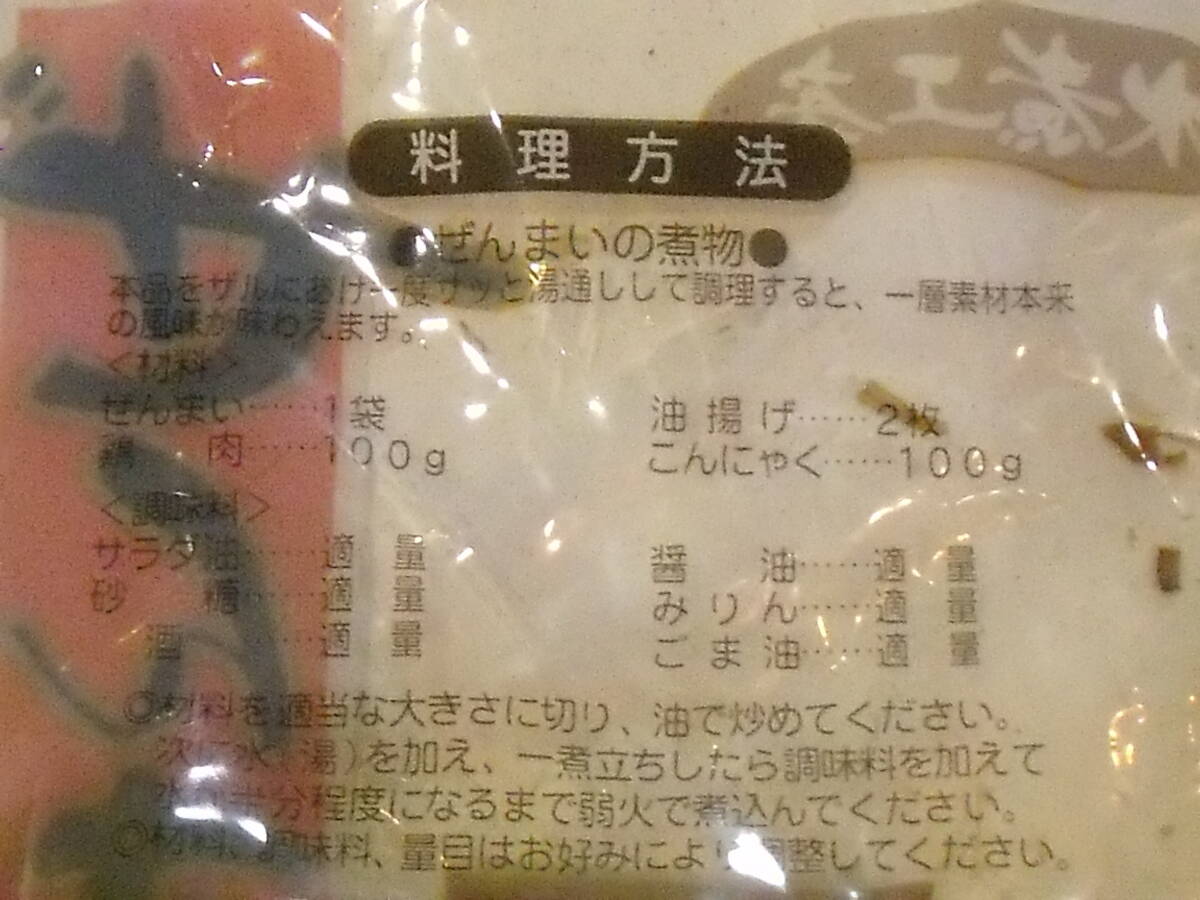 料理方法
●ぜんまいの煮物●
本品をザルにあけ一度サッと湯通しして調理すると、一層素材本来
の風味が味わえます。
<材料>
ぜんまい……1袋 油揚げ……2枚
鶏肉……100g こんにゃく……100g
<調味料>
サラダ油……適量 醤油……適量
砂糖……適量 みりん……適量
酒……適量 ごま油……適量
◎材料を適当な大きさに切り、油で炒めてください。
次に水(湯)を加え、一煮立ちしたら調味料を加えて
半分程度になるまで弱火で煮込んでください。
◎材料、調味料、量目はお好みにより調整してください。